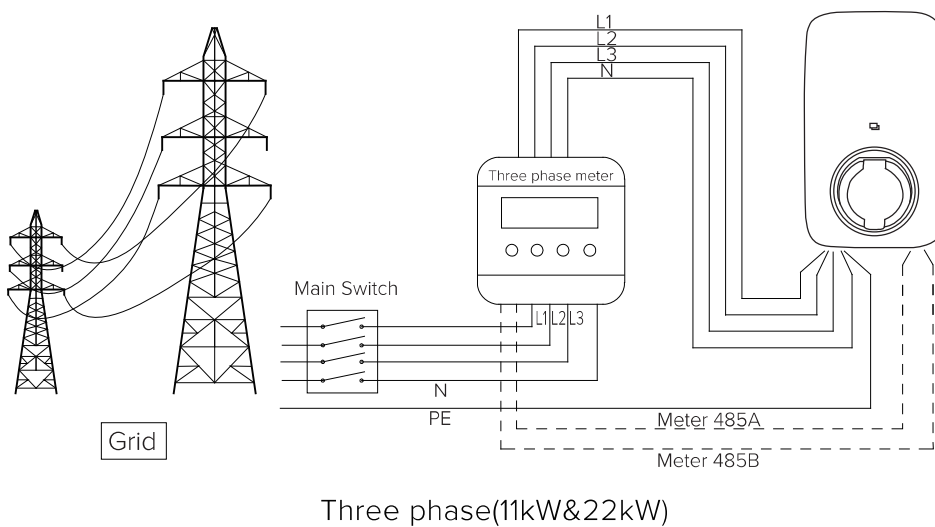 L1
L2
L3
N
Three phase meter
Main Switch
L1 L2 L3
N
PE
Grid
Meter 485A
Meter 485B
Three phase(11kW&22kW)